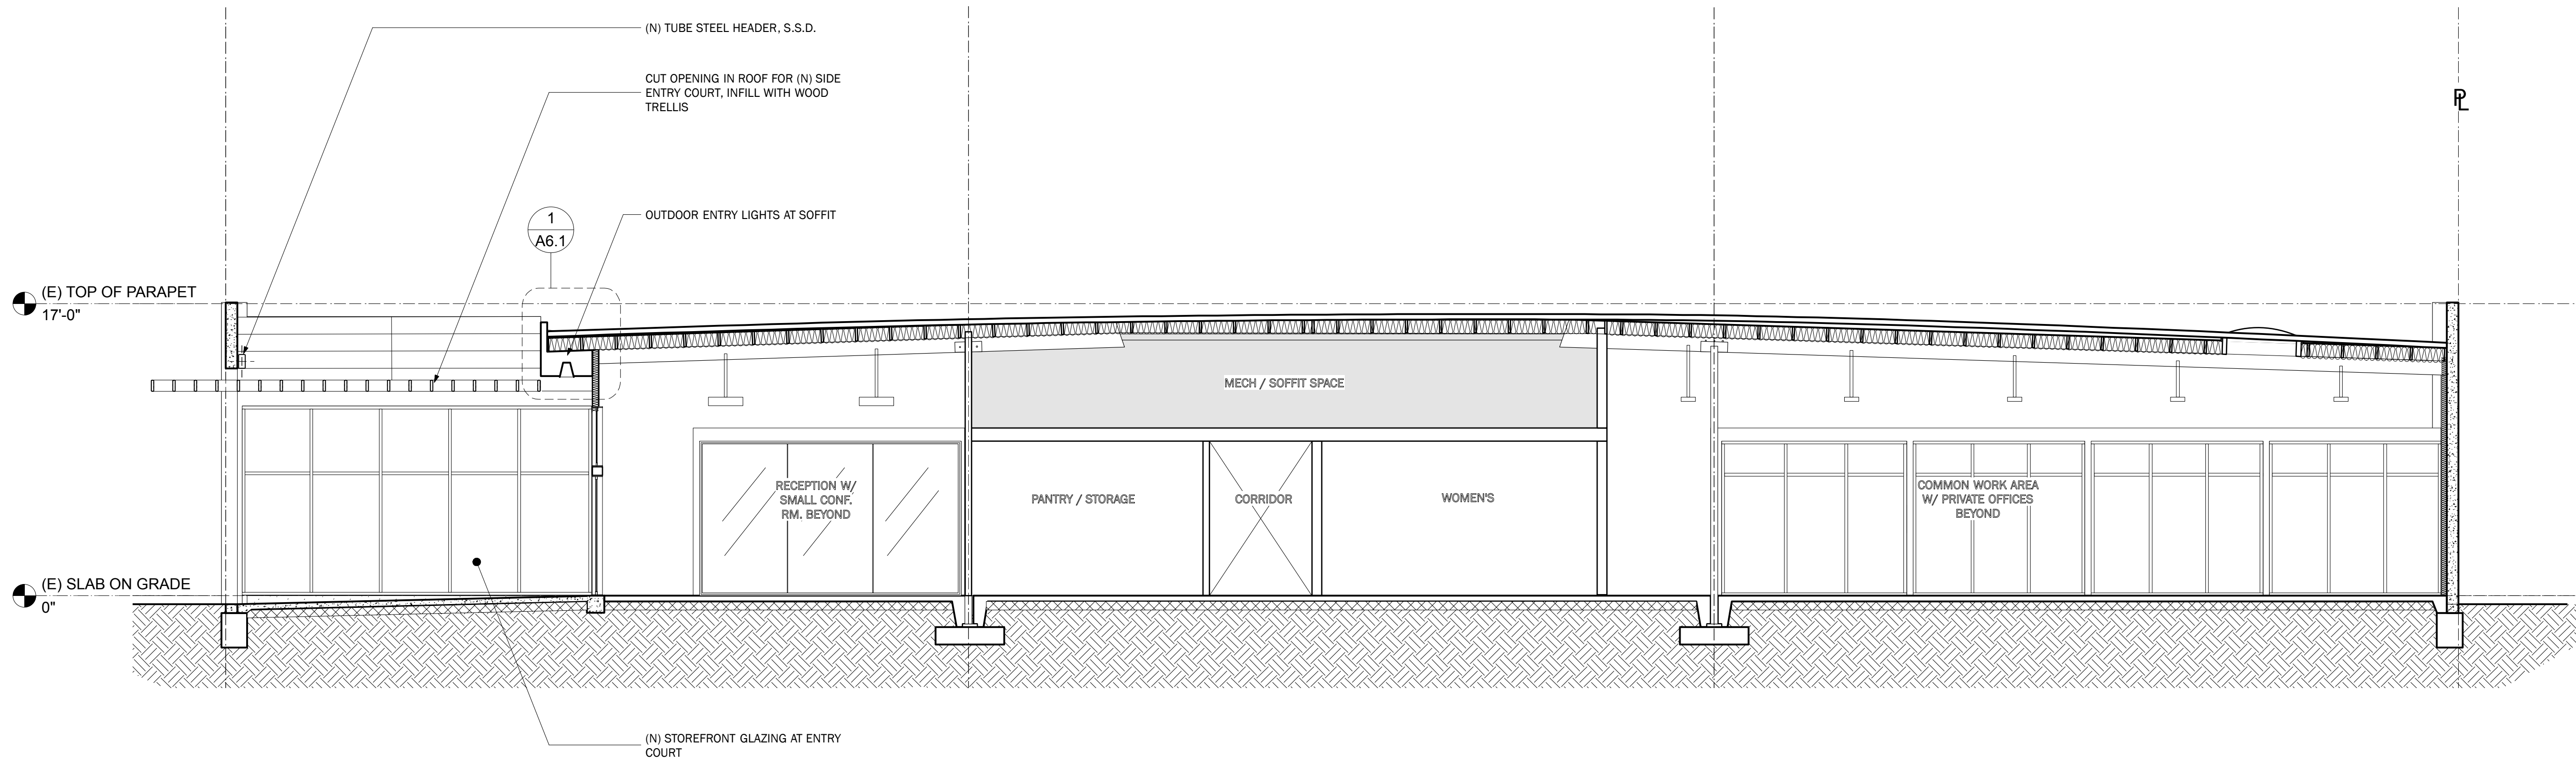 (N) TUBE STEEL HEADER, S.S.D.
CUT OPENING IN ROOF FOR (N) SIDE
ENTRY COURT, INFILL WITH WOOD
TRELLIS
PL
1
A6.1
OUTDOOR ENTRY LIGHTS AT SOFFIT
(E) TOP OF PARAPET
17'-0"
MECH / SOFFIT SPACE
RECEPTION W/
SMALL CONF.
RM. BEYOND
PANTRY / STORAGE
CORRIDOR
WOMEN'S
COMMON WORK AREA
W/ PRIVATE OFFICES
BEYOND
(E) SLAB ON GRADE
0"
(N) STOREFRONT GLAZING AT ENTRY
COURT